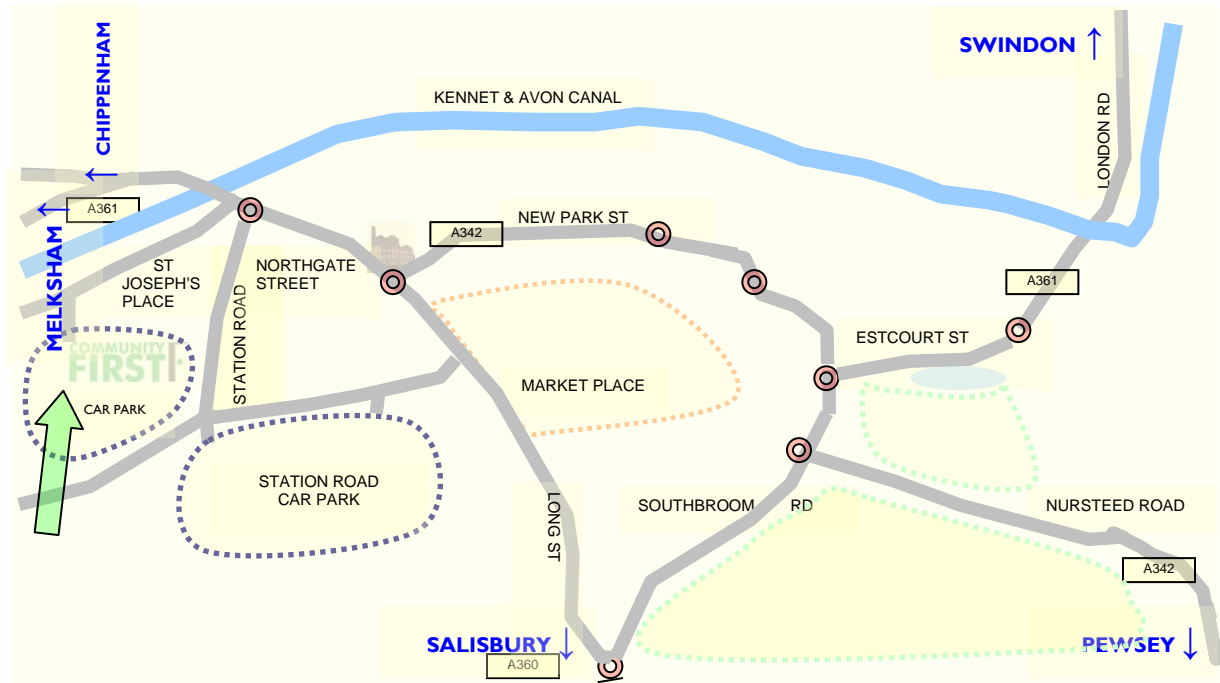 SWINDON ↑
CHIPPENHAM
←
KENNET & AVON CANAL
LONDON RD
←
A361
MELKSHAM
NEW PARK ST
A342
ST
JOSEPH'S
PLACE
NORTHGATE
STREET
STATION ROAD
A361
ESTCOURT ST
COMMUNITY
FIRST
MARKET PLACE
CAR PARK
STATION ROAD
CAR PARK
LONG ST
SOUTHBROOM RD
NURSTEED ROAD
A342
SALISBURY ↓
A360
PEWSEY ↓